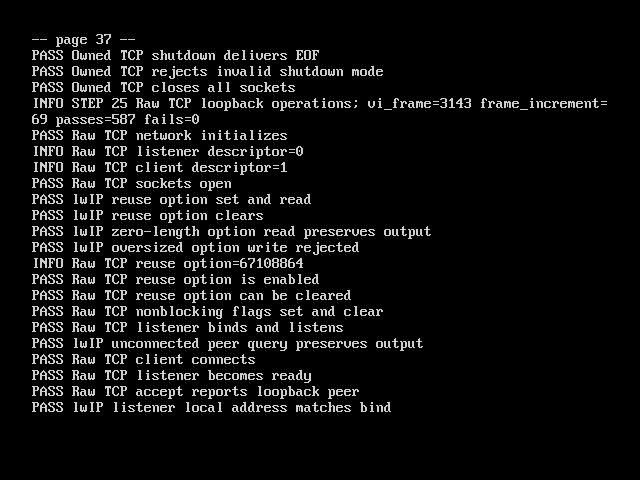 -- page 37 --
PASS Owned TCP shutdown delivers EOF
PASS Owned TCP rejects invalid shutdown mode
PASS Owned TCP closes all sockets
INFO STEP 25 Raw TCP loopback operations; vi_frame=3143 frame_increment=
69 passes=587 fails=0
PASS Raw TCP network initializes
INFO Raw TCP listener descriptor=0
INFO Raw TCP client descriptor=1
PASS Raw TCP sockets open
PASS lwIP reuse option set and read
PASS lwIP reuse option clears
PASS lwIP zero-length option read preserves output
PASS lwIP oversized option write rejected
INFO Raw TCP reuse option=67108864
PASS Raw TCP reuse option is enabled
PASS Raw TCP reuse option can be cleared
PASS Raw TCP nonblocking flags set and clear
PASS Raw TCP listener binds and listens
PASS lwIP unconnected peer query preserves output
PASS Raw TCP client connects
PASS Raw TCP listener becomes ready
PASS Raw TCP accept reports loopback peer
PASS lwIP listener local address matches bind